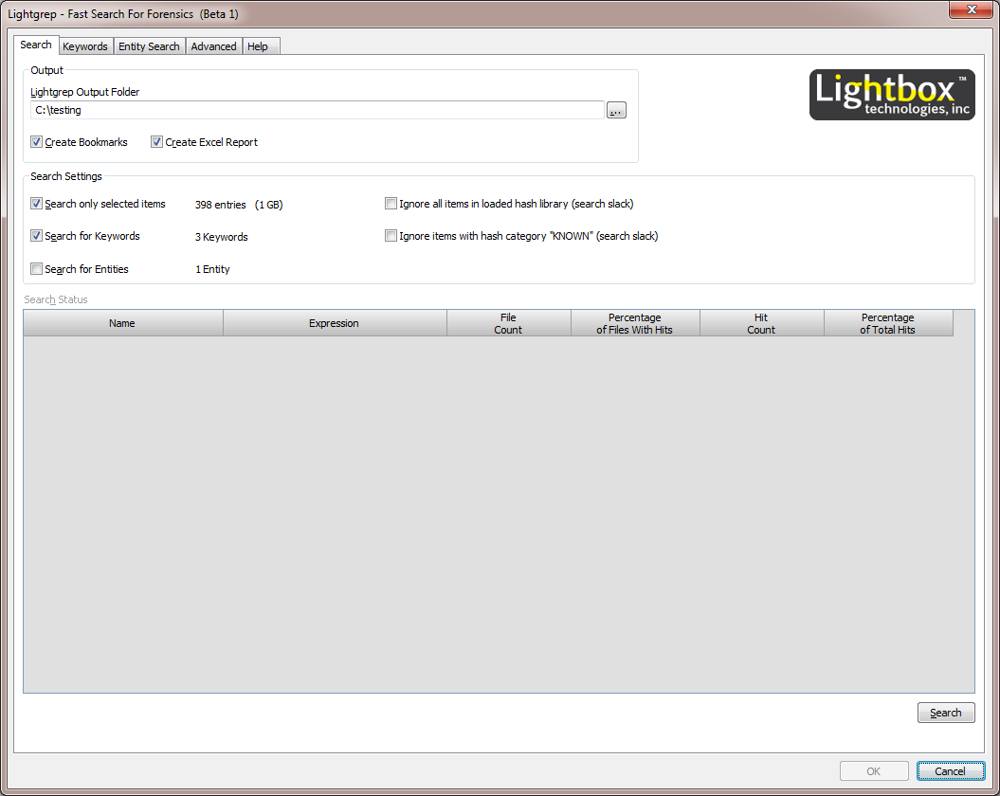 Lightgrep - Fast Search For Forensics (Beta 1)
Search Keywords Entity Search Advanced Help
Output
Lightgrep Output Folder
C:\testing
...
Create Bookmarks Create Excel Report
Lightbox™
technologies, inc
Search Settings
Search only selected items 398 entries (1 GB) Ignore all items in loaded hash library (search slack)
Search for Keywords 3 Keywords Ignore items with hash category "KNOWN" (search slack)
Search for Entities 1 Entity
Search Status
Name Expression File Count Percentage of Files With Hits Hit Count Percentage of Total Hits
Search
OK Cancel